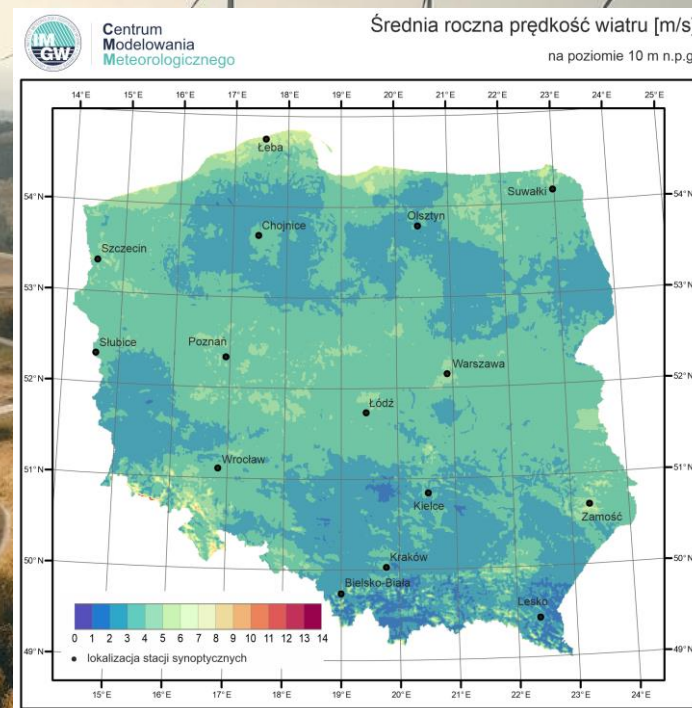 IMGW
Centrum
Modelowania
Meteorologicznego
Średnia roczna prędkość wiatru [m/s]
na poziomie 10 m n.p.g
14°E 15°E 16°E 17°E 18°E 19°E 20°E 21°E 22°E 23°E 24°E 25°E
Łeba
54°N
Suwałki
54°N
Olsztyn
Chojnice
Szczecin
53°N
53°N
Słubice
Poznań
Warszawa
52°N
52°N
Łódź
Wrocław
51°N
51°N
Kielce
Zamość
50°N
Kraków
50°N
Bielsko-Biała
Lesko
0 1 2 3 4 5 6 7 8 9 10 11 12 13 14
49°N
lokalizacja stacji synoptycznych
49°N
15°E 16°E 17°E 18°E 19°E 20°E 21°E 22°E 23°E 24°E